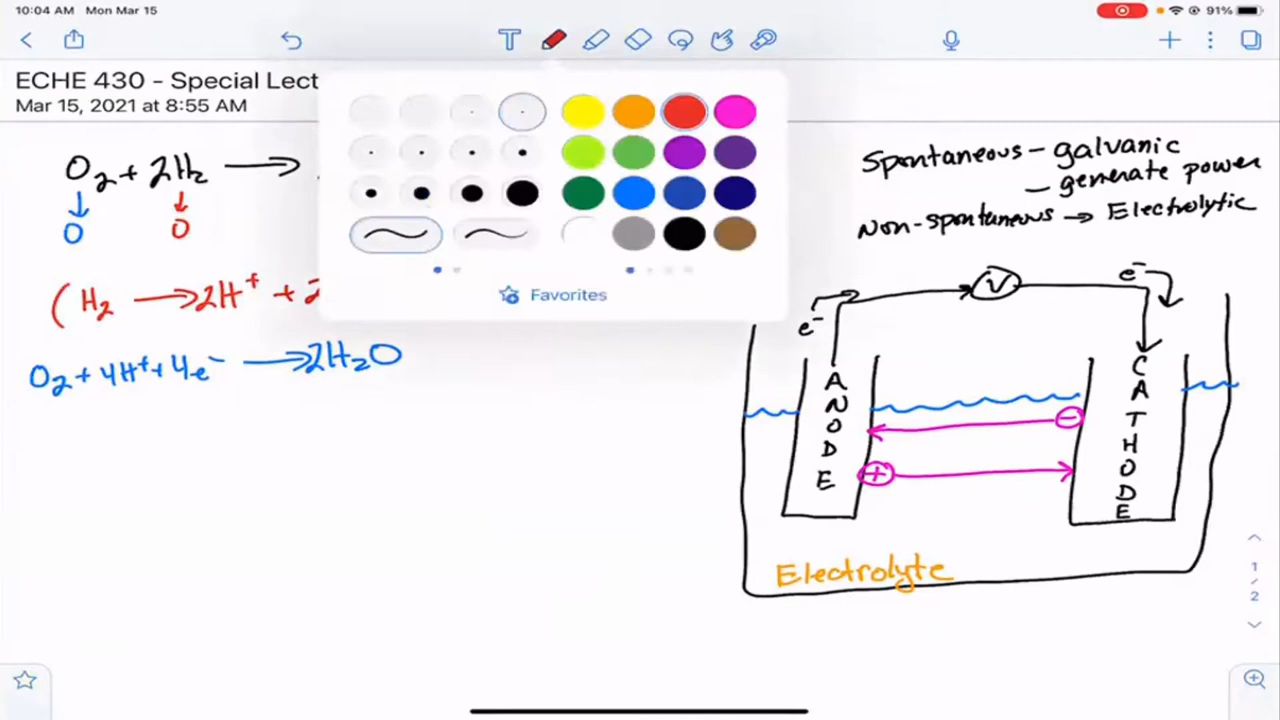 10:04 AM Mon Mar 15
91%
ECHE 430 - Special Lect
Mar 15, 2021 at 8:55 AM
O₂ + 2H₂ →
0 0
(H₂ → 2H⁺ + 2
O₂ + 4H⁺ + 4e⁻ → 2H₂O
Favorites
Spontaneous - galvanic
- generate power
Non-spontaneous → Electrolytic
V
e⁻
e⁻
ANODE
CATHODE
−
+
Electrolyte
1
/
2